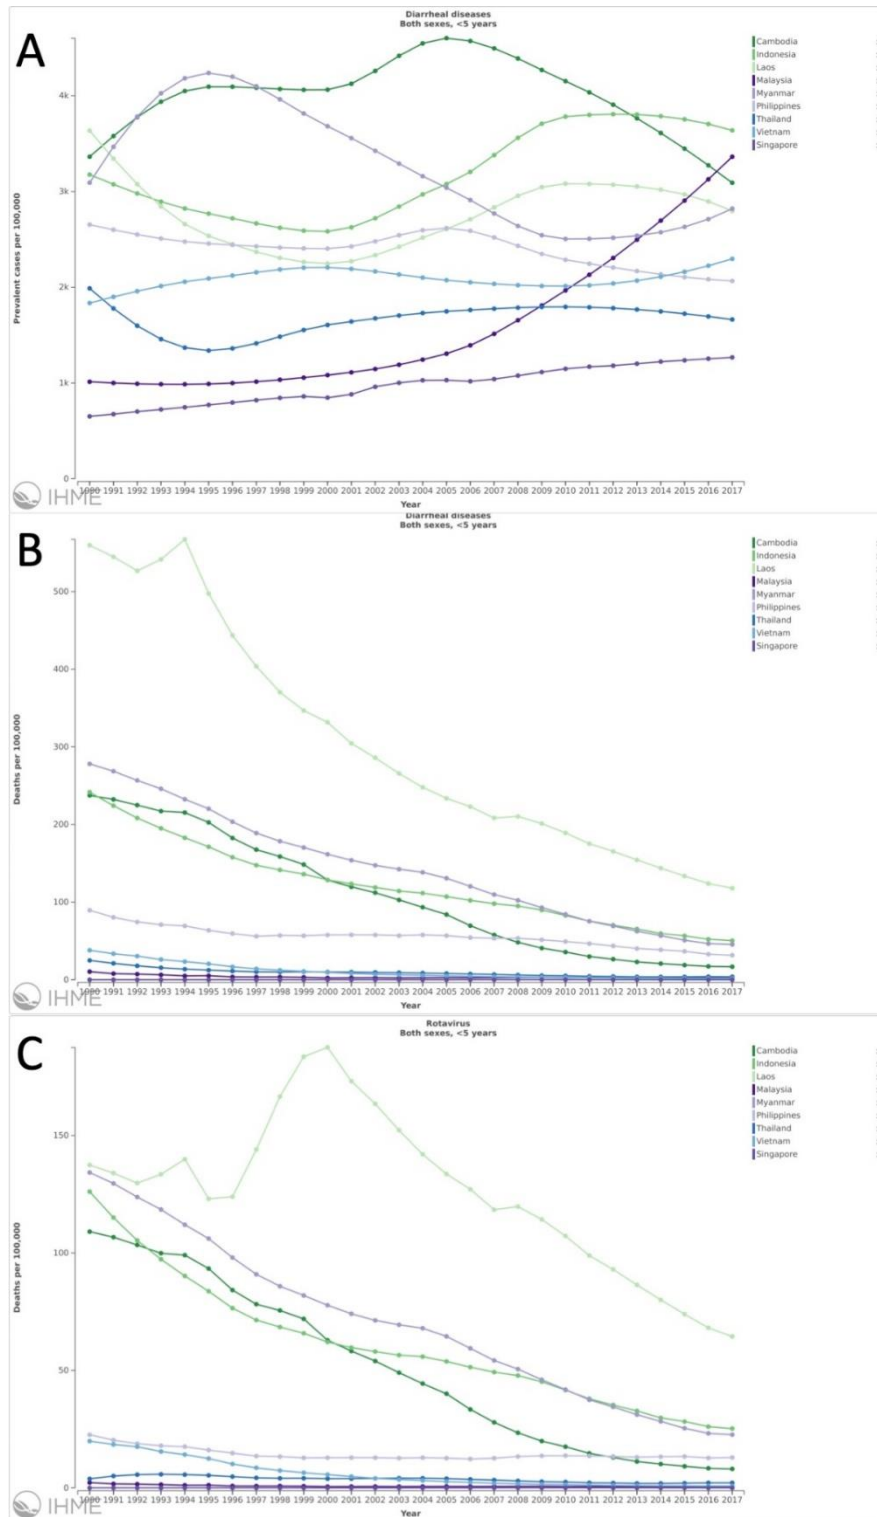 A
Diarrheal diseases
Both sexes, <5 years
Cambodia
Indonesia
Laos
Malaysia
Myanmar
Philippines
Thailand
Vietnam
Singapore
Prevalent cases per 100,000
4k
3k
2k
1k
0
1990 1991 1992 1993 1994 1995 1996 1997 1998 1999 2000 2001 2002 2003 2004 2005 2006 2007 2008 2009 2010 2011 2012 2013 2014 2015 2016 2017
IHME
Year
B
Diarrheal diseases
Both sexes, <5 years
Cambodia
Indonesia
Laos
Malaysia
Myanmar
Philippines
Thailand
Vietnam
Singapore
Deaths per 100,000
500
400
300
200
100
0
1990 1991 1992 1993 1994 1995 1996 1997 1998 1999 2000 2001 2002 2003 2004 2005 2006 2007 2008 2009 2010 2011 2012 2013 2014 2015 2016 2017
IHME
Year
C
Rotavirus
Both sexes, <5 years
Cambodia
Indonesia
Laos
Malaysia
Myanmar
Philippines
Thailand
Vietnam
Singapore
Deaths per 100,000
150
100
50
0
1990 1991 1992 1993 1994 1995 1996 1997 1998 1999 2000 2001 2002 2003 2004 2005 2006 2007 2008 2009 2010 2011 2012 2013 2014 2015 2016 2017
IHME
Year